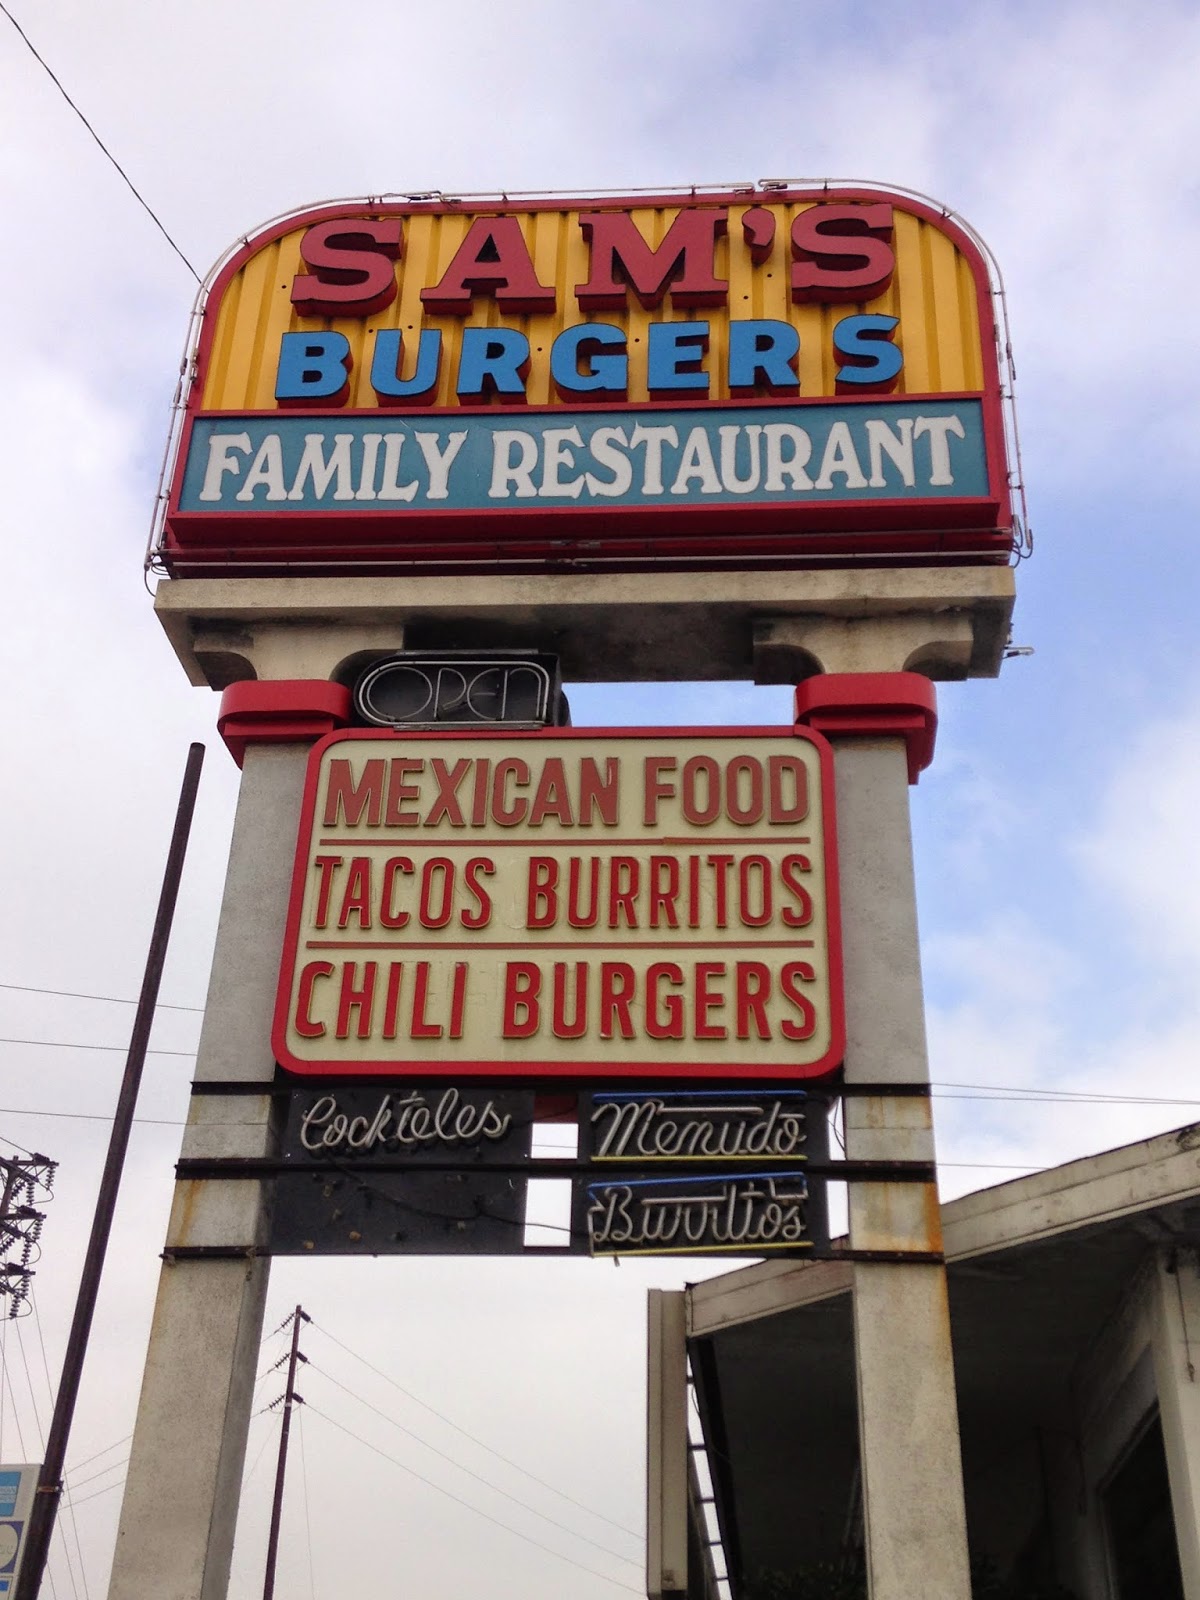 SAM'S
BURGERS
FAMILY RESTAURANT
OPEN
MEXICAN FOOD
TACOS BURRITOS
CHILI BURGERS
Cockteles
Menudo
Burritos